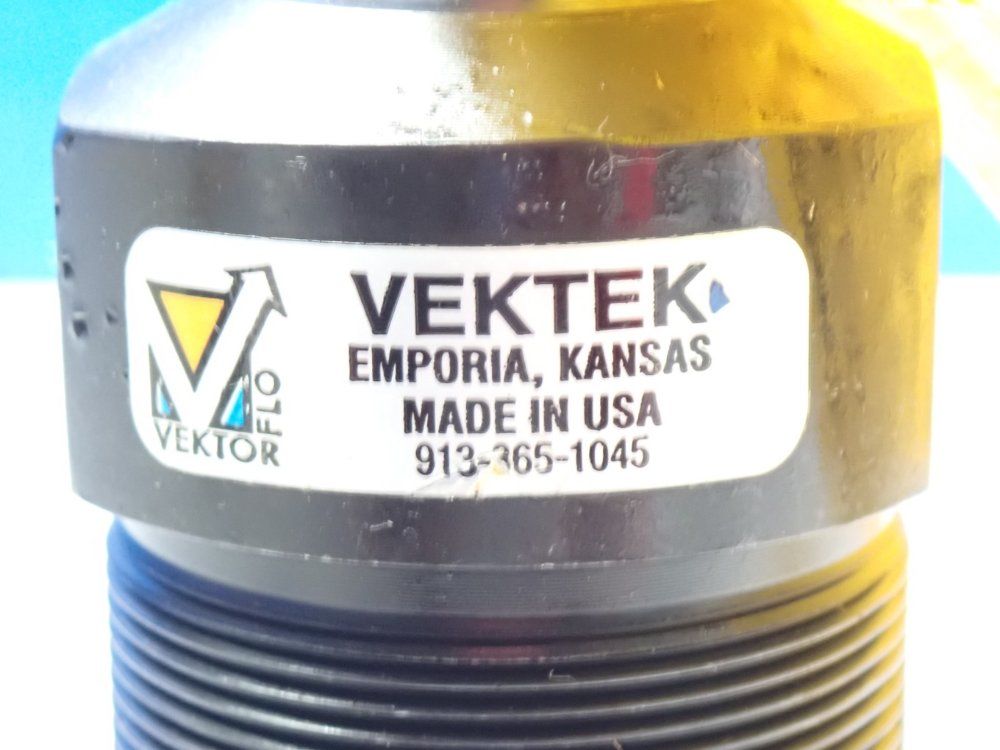 VEKTEK
EMPORIA, KANSAS
MADE IN USA
913-365-1045
VEKTOR
FLO